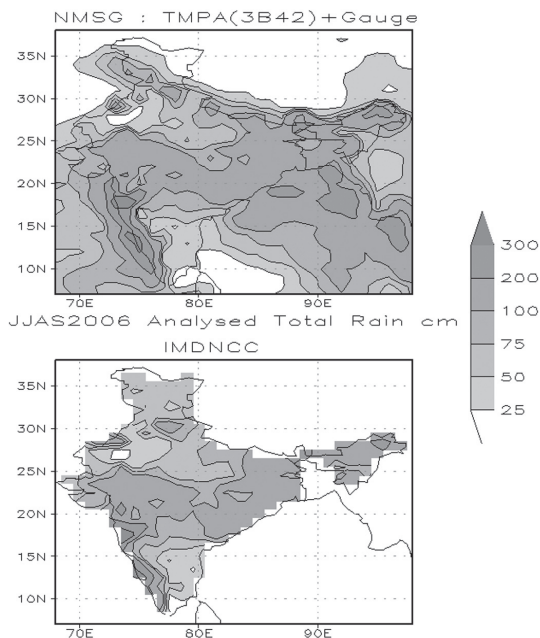 NMSG : TMPA(3B42)+Gauge
35N
30N
25N
20N
15N
10N
70E 80E 90E
JJAS2006 Analysed Total Rain cm
IMDNCC
35N
30N
25N
20N
15N
10N
70E 80E 90E
300
200
100
75
50
25